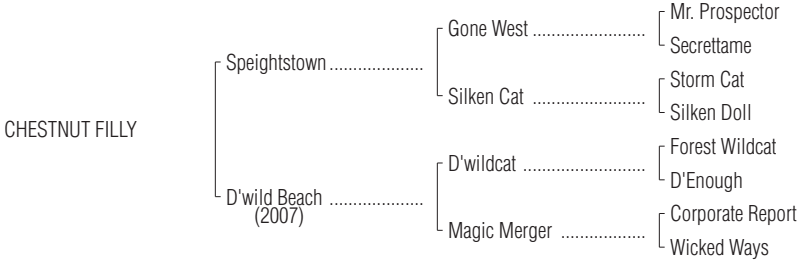 CHESTNUT FILLY
Speightstown ....................
D'wild Beach ....................
(2007)
Gone West ........................
Silken Cat ........................
D'wildcat ..........................
Magic Merger ..................
Mr. Prospector
Secrettame
Storm Cat
Silken Doll
Forest Wildcat
D'Enough
Corporate Report
Wicked Ways